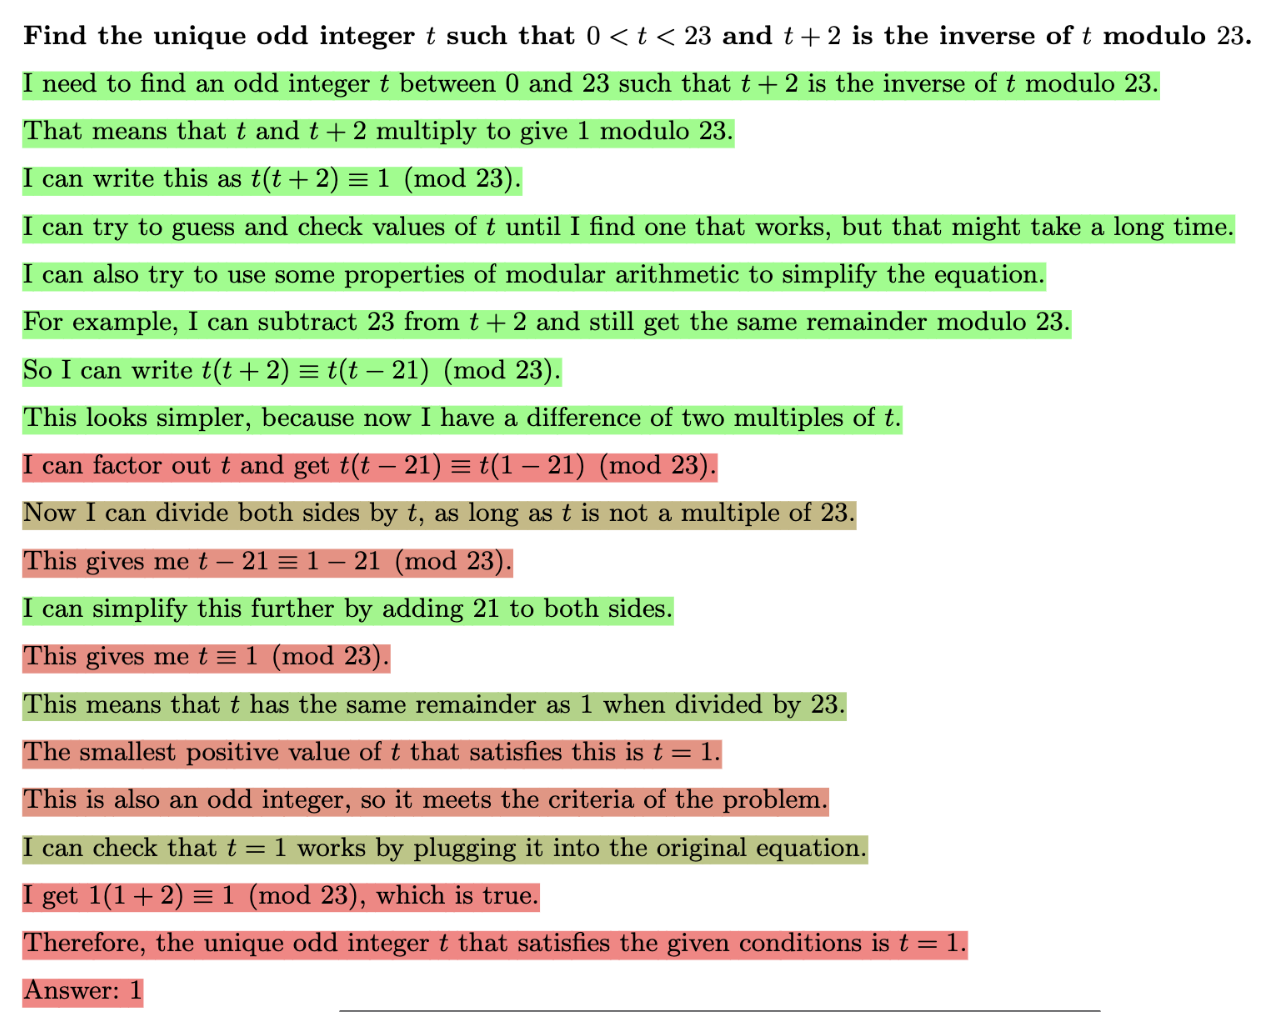 Find the unique odd integer t such that 0 < t < 23 and t + 2 is the inverse of t modulo 23.
I need to find an odd integer t between 0 and 23 such that t + 2 is the inverse of t modulo 23.
That means that t and t + 2 multiply to give 1 modulo 23.
I can write this as t(t + 2) ≡ 1 (mod 23).
I can try to guess and check values of t until I find one that works, but that might take a long time.
I can also try to use some properties of modular arithmetic to simplify the equation.
For example, I can subtract 23 from t + 2 and still get the same remainder modulo 23.
So I can write t(t + 2) ≡ t(t − 21) (mod 23).
This looks simpler, because now I have a difference of two multiples of t.
I can factor out t and get t(t − 21) ≡ t(1 − 21) (mod 23).
Now I can divide both sides by t, as long as t is not a multiple of 23.
This gives me t − 21 ≡ 1 − 21 (mod 23).
I can simplify this further by adding 21 to both sides.
This gives me t ≡ 1 (mod 23).
This means that t has the same remainder as 1 when divided by 23.
The smallest positive value of t that satisfies this is t = 1.
This is also an odd integer, so it meets the criteria of the problem.
I can check that t = 1 works by plugging it into the original equation.
I get 1(1 + 2) ≡ 1 (mod 23), which is true.
Therefore, the unique odd integer t that satisfies the given conditions is t = 1.
Answer: 1